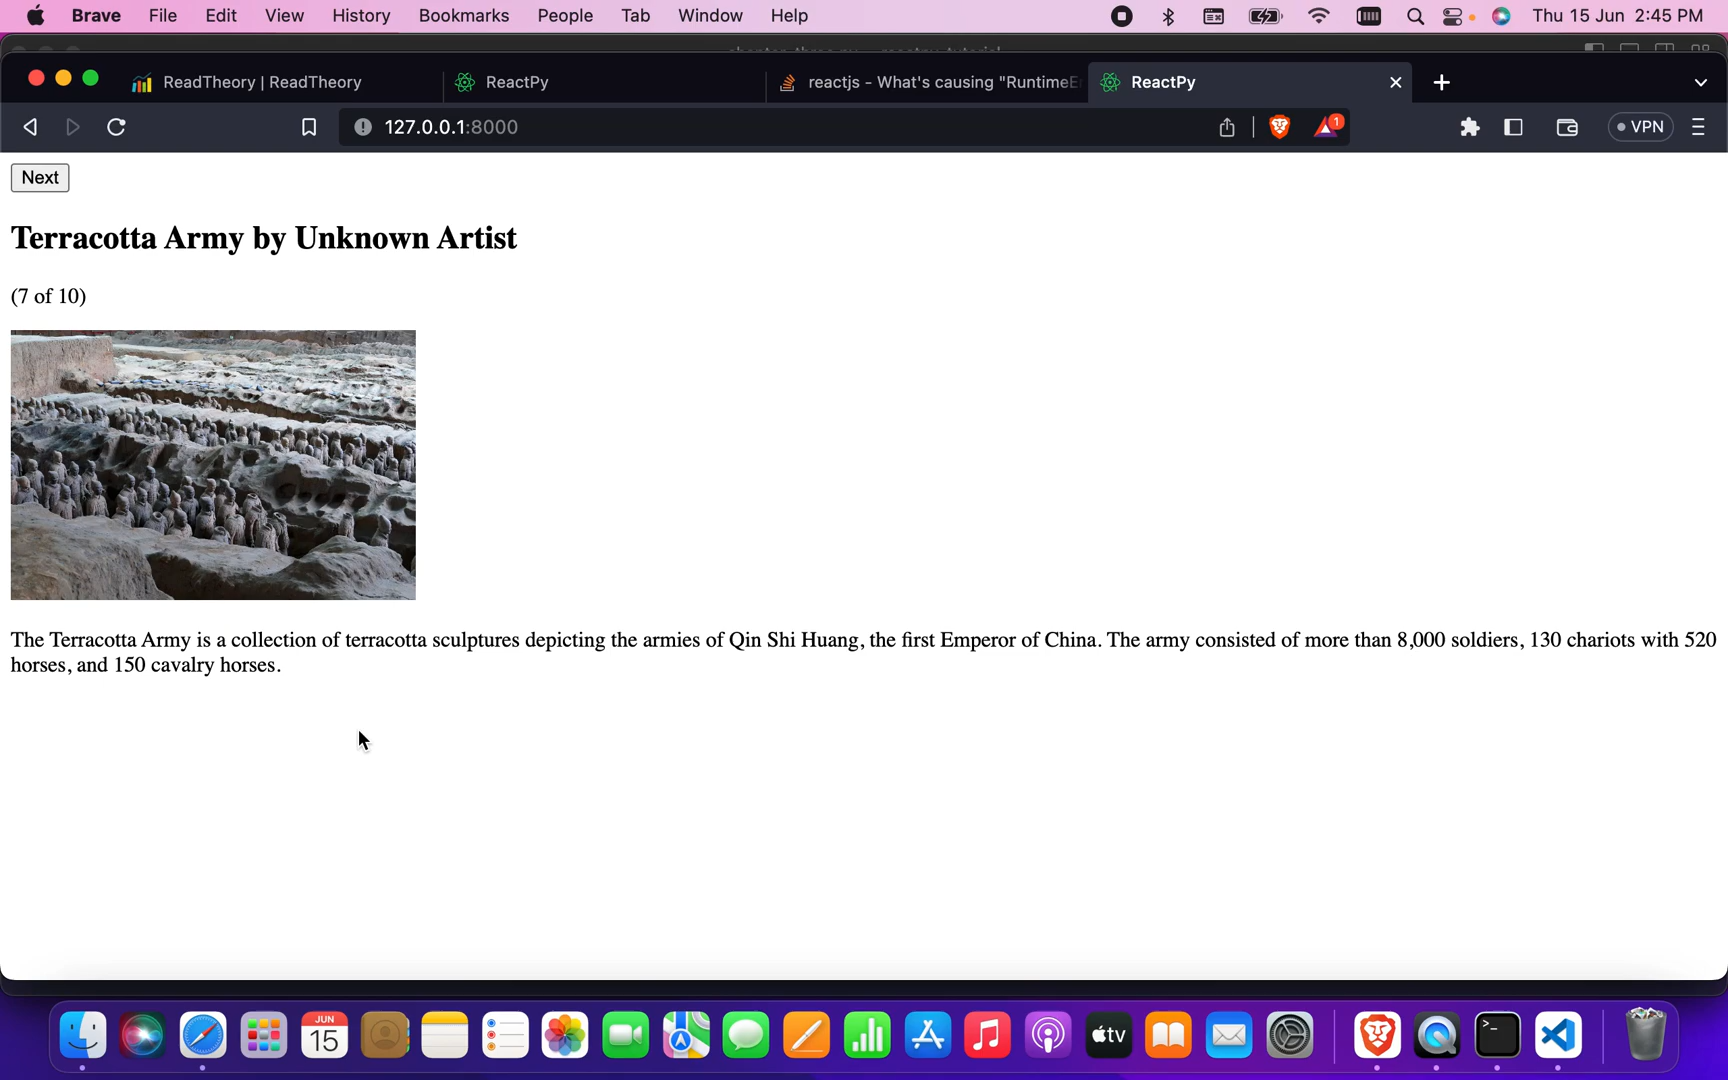 Brave File Edit View History Bookmarks People Tab Window Help Thu 15 Jun 2:45 PM
ReadTheory | ReadTheory ReactPy reactjs - What's causing "RuntimeE ReactPy
127.0.0.1:8000 1 VPN
Next
Terracotta Army by Unknown Artist
(7 of 10)
The Terracotta Army is a collection of terracotta sculptures depicting the armies of Qin Shi Huang, the first Emperor of China. The army consisted of more than 8,000 soldiers, 130 chariots with 520
horses, and 150 cavalry horses.
JUN
15
tv